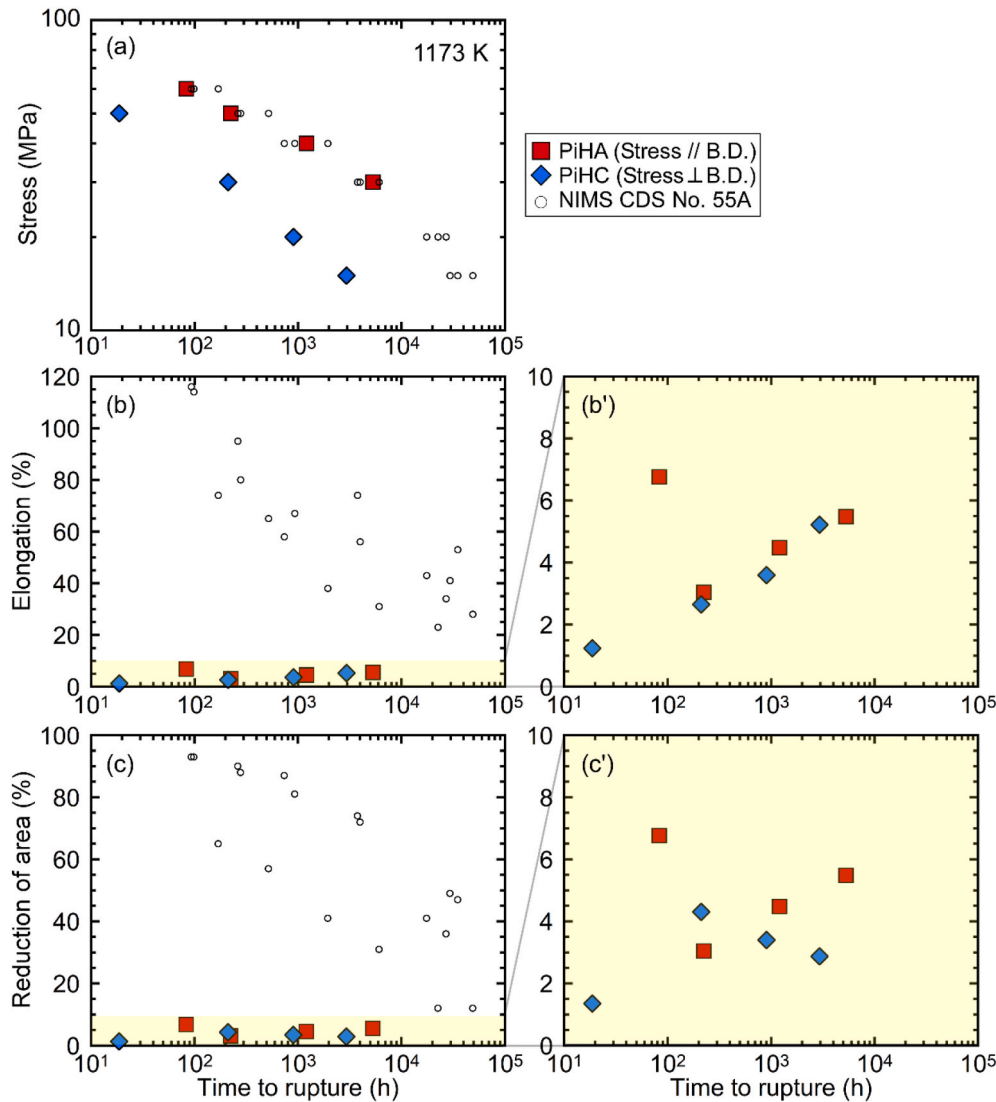 (a)
1173 K
Stress (MPa)
100
10
10¹ 10² 10³ 10⁴ 10⁵
PiHA (Stress // B.D.)
PiHC (Stress⊥B.D.)
NIMS CDS No. 55A
(b)
Elongation (%)
120
100
80
60
40
20
0
10¹ 10² 10³ 10⁴ 10⁵
(b')
10
8
6
4
2
0
10¹ 10² 10³ 10⁴ 10⁵
(c)
Reduction of area (%)
100
80
60
40
20
0
10¹ 10² 10³ 10⁴ 10⁵
Time to rupture (h)
(c')
10
8
6
4
2
0
10¹ 10² 10³ 10⁴ 10⁵
Time to rupture (h)